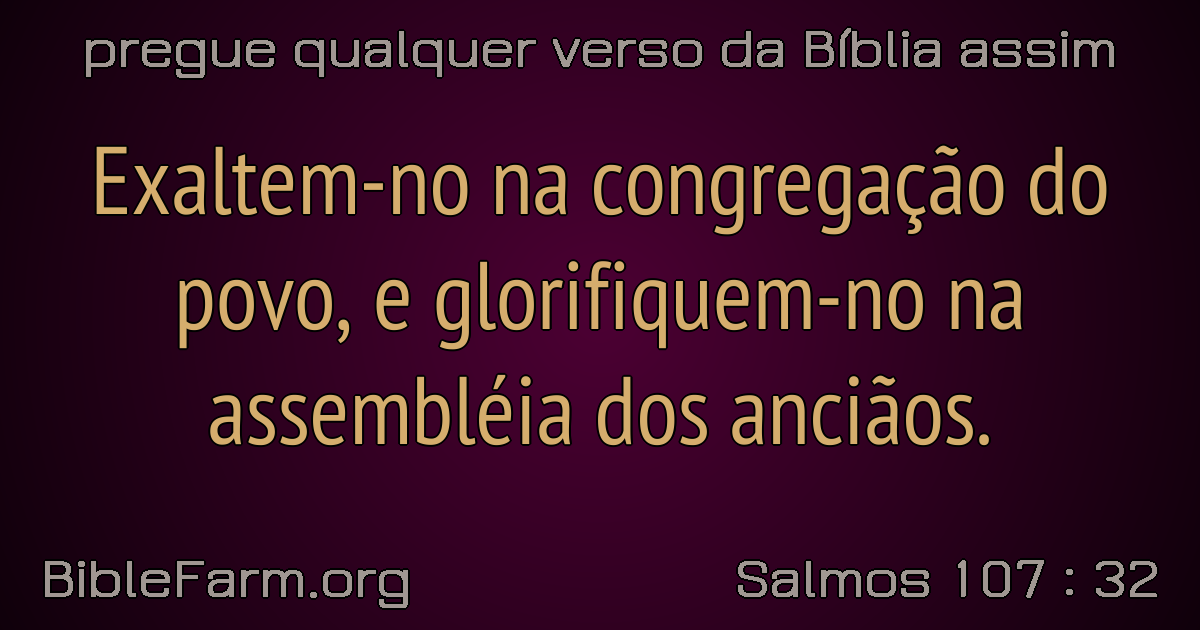 pregue qualquer verso da Bíblia assim
Exaltem-no na congregação do
povo, e glorifiquem-no na
assembléia dos anciãos.
BibleFarm.org
Salmos 107 : 32